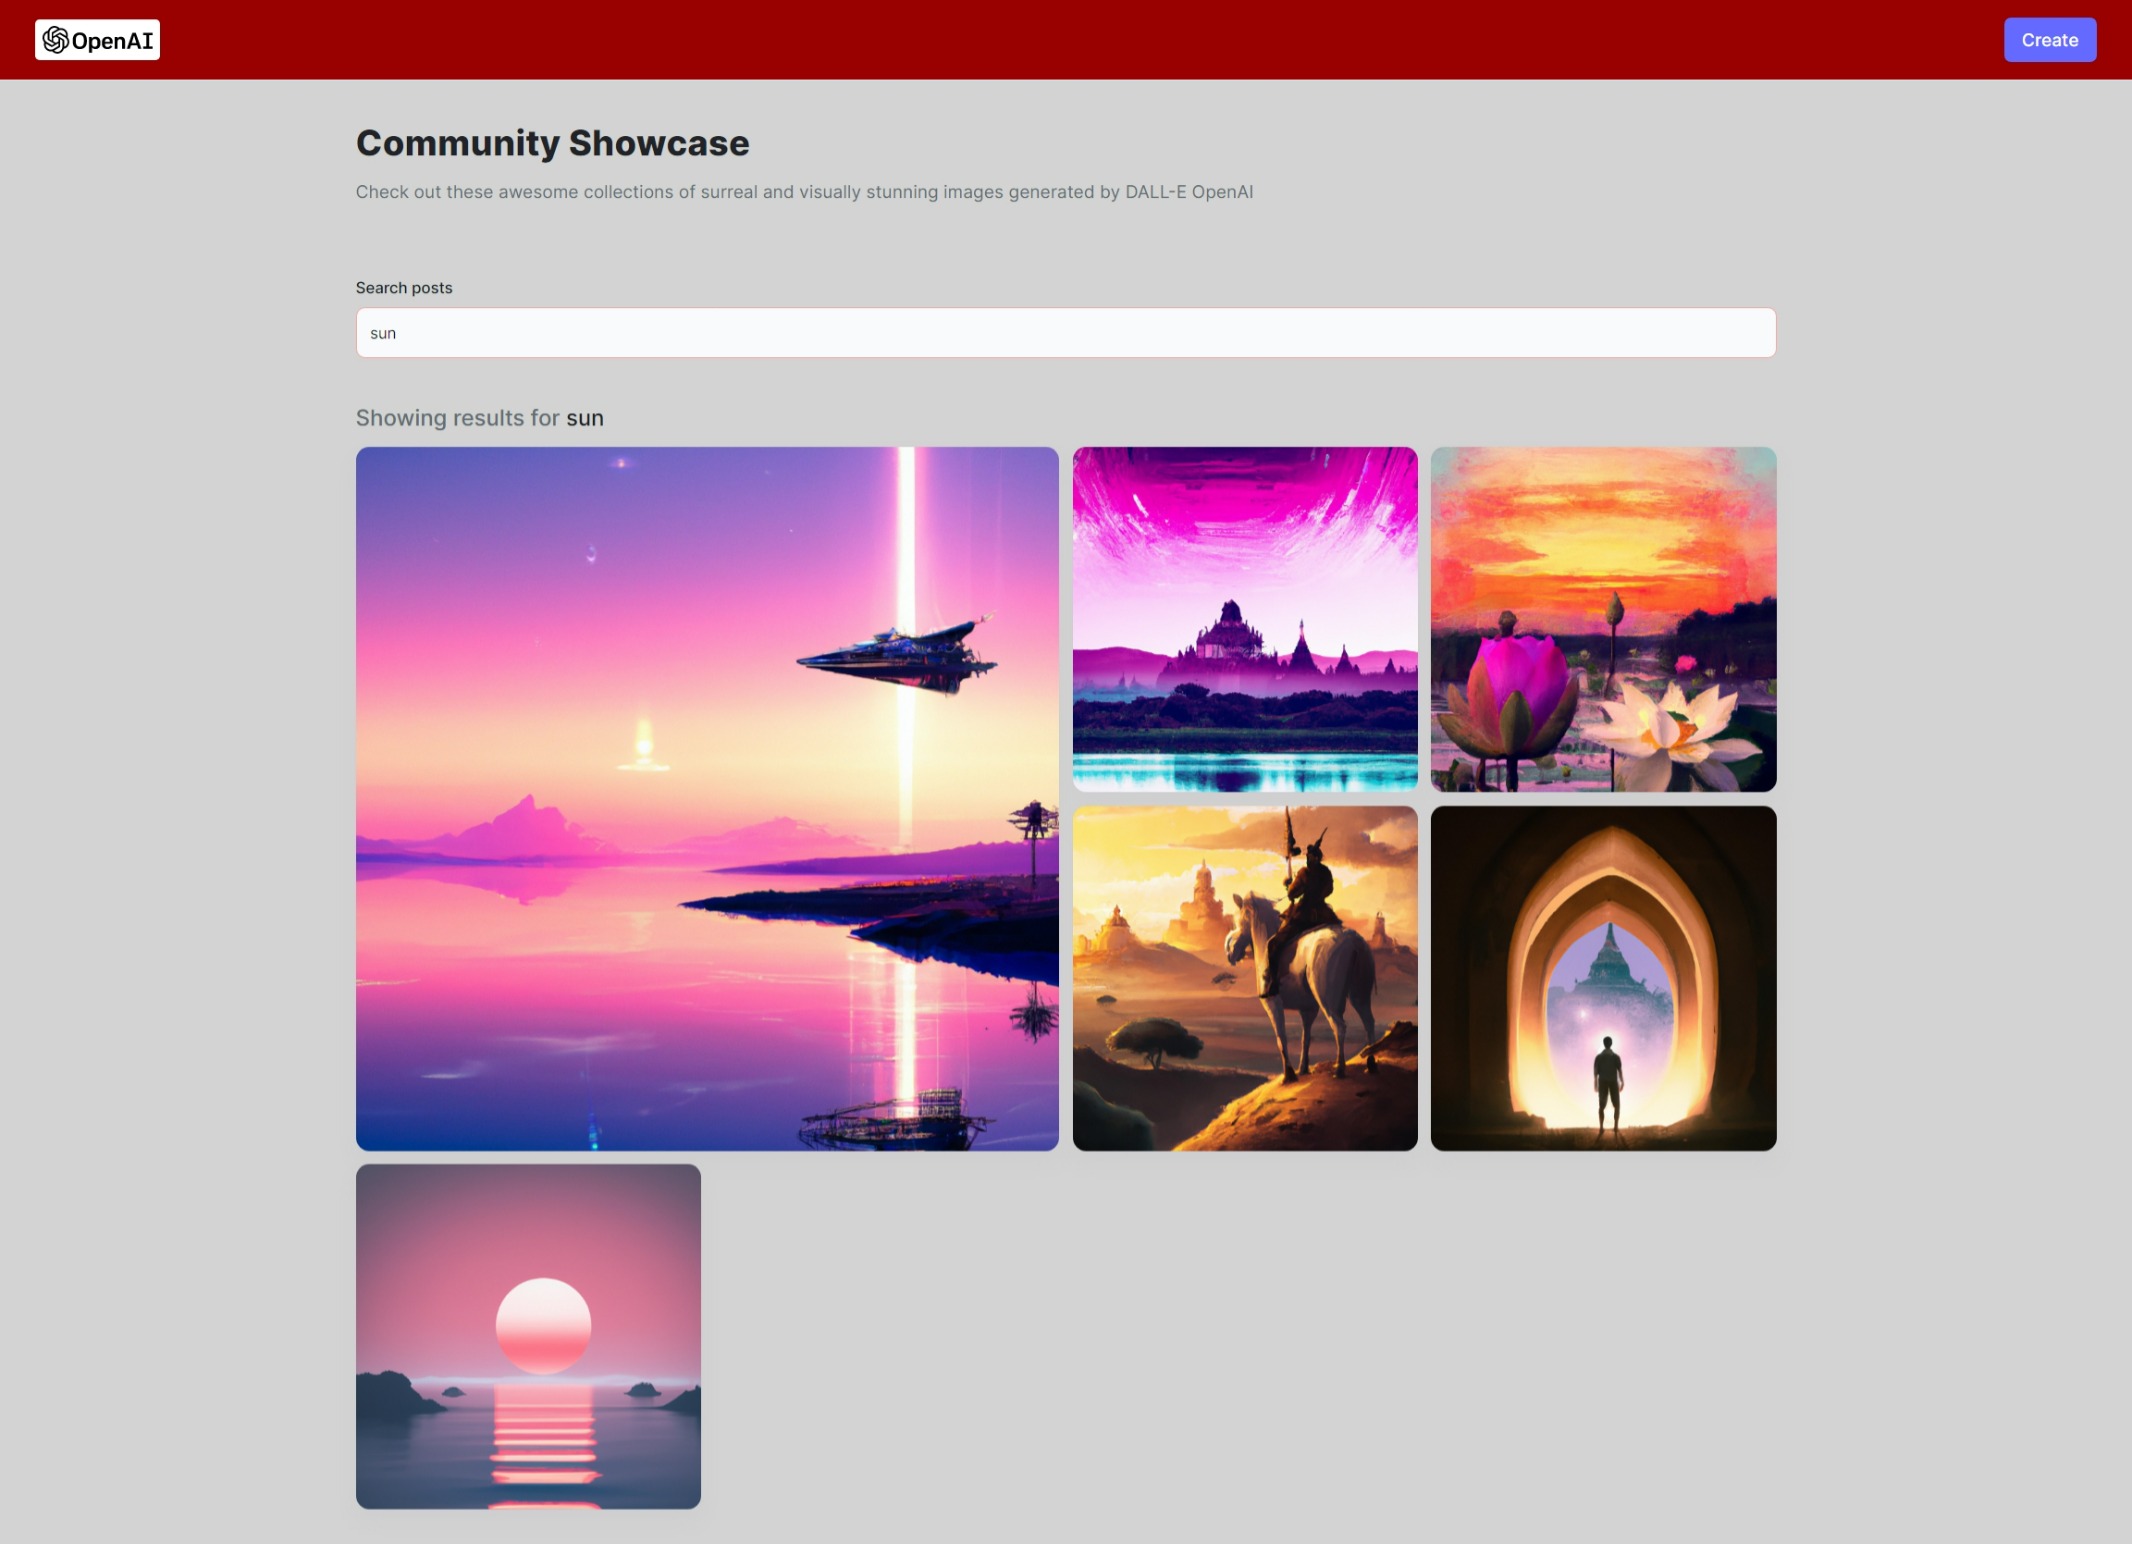 OpenAI
Create
Community Showcase
Check out these awesome collections of surreal and visually stunning images generated by DALL-E OpenAI
Search posts
sun
Showing results for sun